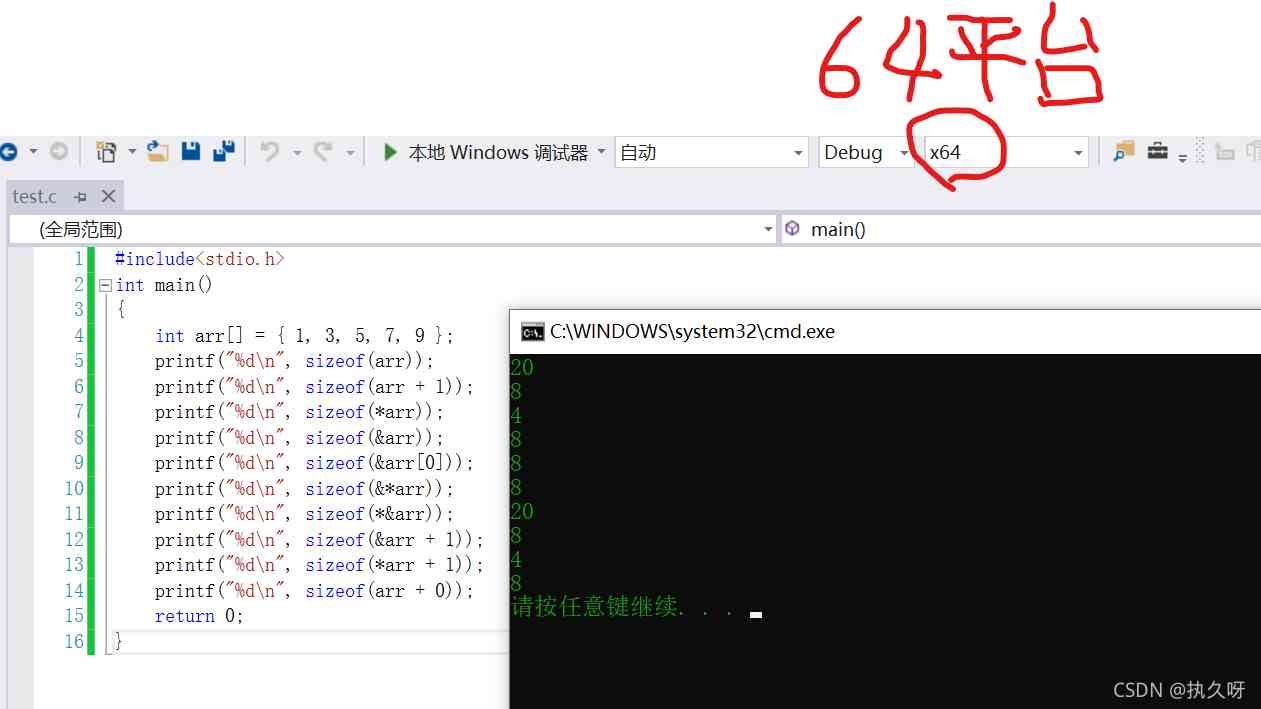 64平台
本地 Windows 调试器 自动 Debug x64
test.c
(全局范围) main()
1 #include<stdio.h>
2 int main()
3 {
4 int arr[] = { 1, 3, 5, 7, 9 };
5 printf("%d\n", sizeof(arr));
6 printf("%d\n", sizeof(arr + 1));
7 printf("%d\n", sizeof(*arr));
8 printf("%d\n", sizeof(&arr));
9 printf("%d\n", sizeof(&arr[0]));
10 printf("%d\n", sizeof(&*arr));
11 printf("%d\n", sizeof(*&arr));
12 printf("%d\n", sizeof(&arr + 1));
13 printf("%d\n", sizeof(*arr + 1));
14 printf("%d\n", sizeof(arr + 0));
15 return 0;
16 }
C:\WINDOWS\system32\cmd.exe
20
8
4
8
8
8
20
8
4
8
请按任意键继续. . .
CSDN @执久呀